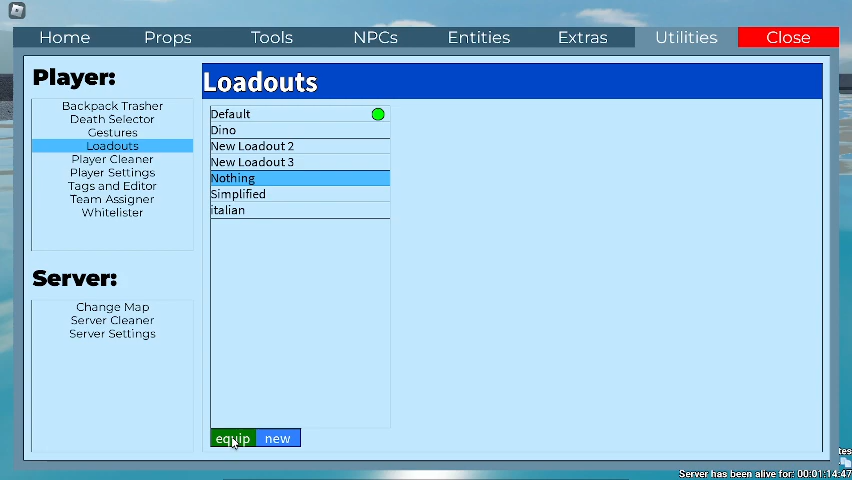 Home Props Tools NPCs Entities Extras Utilities Close
Player:
Backpack Trasher
Death Selector
Gestures
Loadouts
Player Cleaner
Player Settings
Tags and Editor
Team Assigner
Whitelister
Server:
Change Map
Server Cleaner
Server Settings
Loadouts
Default
Dino
New Loadout 2
New Loadout 3
Nothing
Simplified
italian
equip new
tes
Server has been alive for: 00:01:14:47